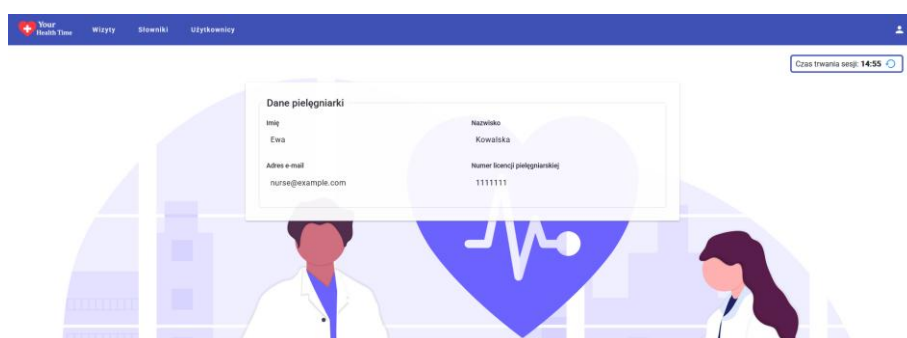 Your
Health Time
Wizyty Słowniki Użytkownicy
Czas trwania sesji: 14:55
Dane pielęgniarki
Imię Nazwisko
Ewa Kowalska
Adres e-mail Numer licencji pielęgniarskiej
nurse@example.com 1111111